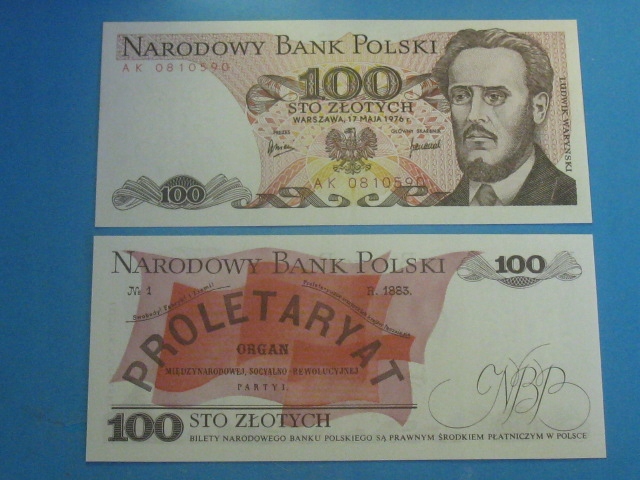 NARODOWY BANK POLSKI
AK 0810590
100
STO ZŁOTYCH
WARSZAWA, 17 MAJA 1976 r.
PREZES
GŁÓWNY SKARBNIK
LUDWIK WARYŃSKI
AK 0810590
100
NARODOWY BANK POLSKI
100
Nr. 1
R. 1883.
PROLETARYAT
ORGAN
MIĘDZYNARODOWEJ, SOCYALNO-REWOLUCYJNEJ
PARTYI.
NBP
100 STO ZŁOTYCH
BILETY NARODOWEGO BANKU POLSKIEGO SĄ PRAWNYM ŚRODKIEM PŁATNICZYM W POLSCE